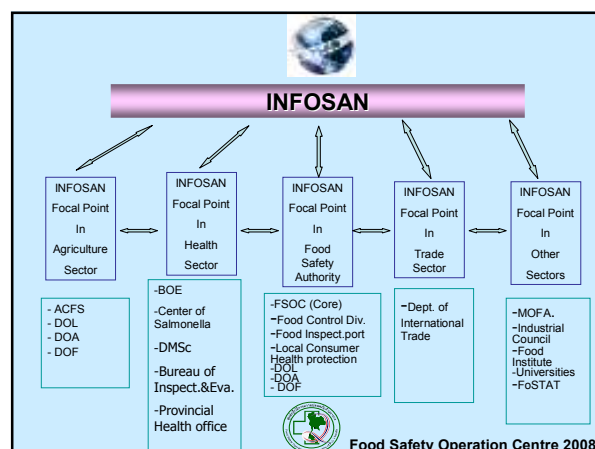 INFOSAN
INFOSAN
Focal Point
In
Agriculture
Sector
INFOSAN
Focal Point
In
Health
Sector
INFOSAN
Focal Point
In
Food
Safety
Authority
INFOSAN
Focal Point
In
Trade
Sector
INFOSAN
Focal Point
In
Other
Sectors
- ACFS
- DOL
- DOA
- DOF
-BOE
-Center of
Salmonella
-DMSc
-Bureau of
Inspect.&Eva.
-Provincial
Health office
-FSOC (Core)
-Food Control Div.
-Food Inspect.port
-Local Consumer
Health protection
-DOL
-DOA
- DOF
-Dept. of
International
Trade
-MOFA.
-Industrial
Council
-Food
Institute
-Universities
-FoSTAT
Food Safety Operation Centre 2008